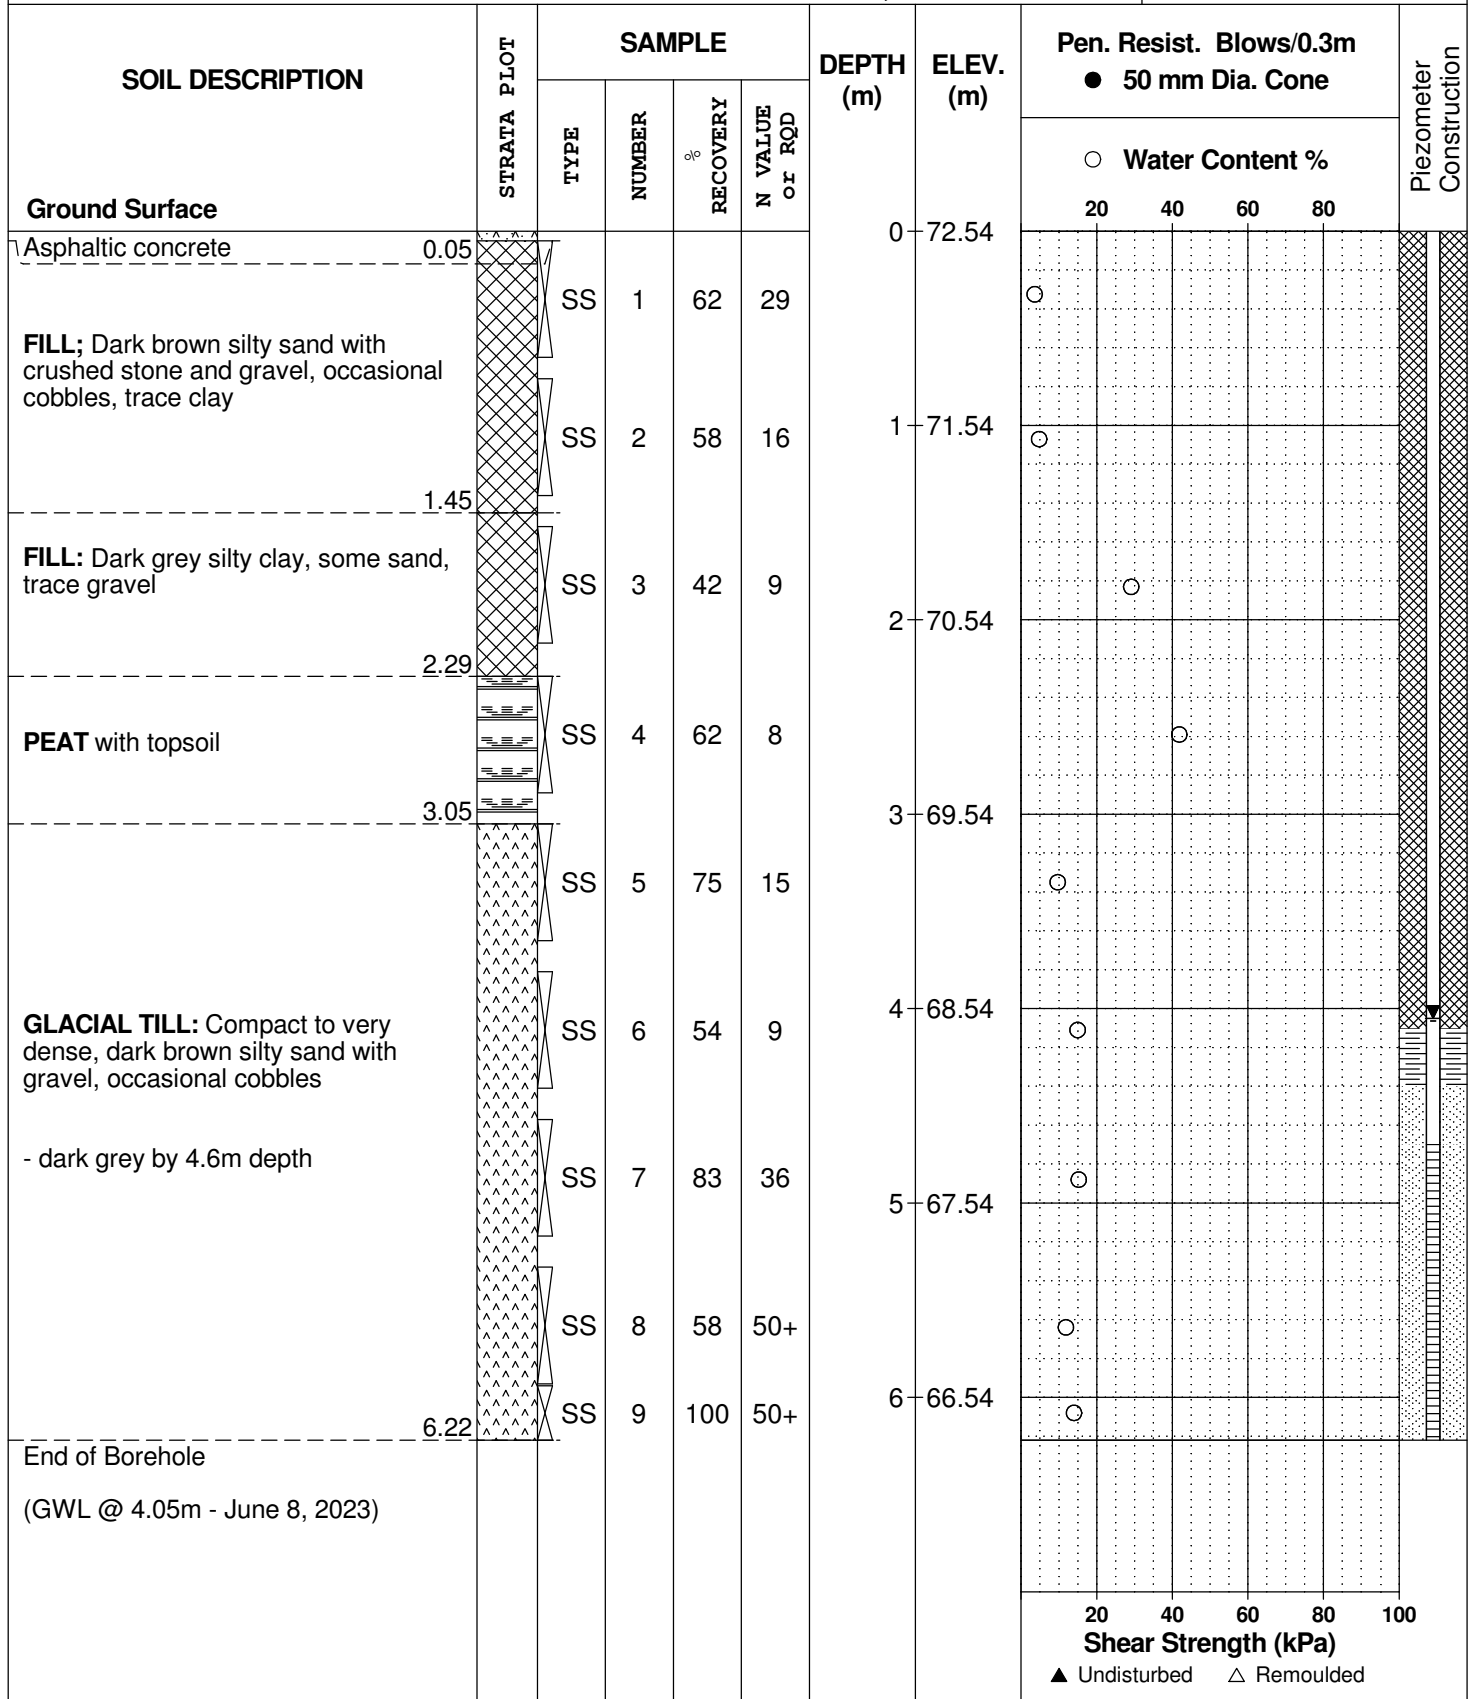 SOIL DESCRIPTION
Ground Surface
STRATA PLOT
SAMPLE
TYPE
NUMBER
% RECOVERY
N VALUE or RQD
DEPTH (m)
ELEV. (m)
Pen. Resist. Blows/0.3m
● 50 mm Dia. Cone
○ Water Content %
20 40 60 80
Piezometer Construction
0 72.54
Asphaltic concrete 0.05
SS 1 62 29
FILL; Dark brown silty sand with
crushed stone and gravel, occasional
cobbles, trace clay
1 71.54
SS 2 58 16
1.45
FILL: Dark grey silty clay, some sand,
trace gravel
SS 3 42 9
2 70.54
2.29
PEAT with topsoil
SS 4 62 8
3.05
3 69.54
SS 5 75 15
4 68.54
GLACIAL TILL: Compact to very
dense, dark brown silty sand with
gravel, occasional cobbles
SS 6 54 9
- dark grey by 4.6m depth
SS 7 83 36
5 67.54
SS 8 58 50+
6 66.54
SS 9 100 50+
6.22
End of Borehole
(GWL @ 4.05m - June 8, 2023)
20 40 60 80 100
Shear Strength (kPa)
▲ Undisturbed △ Remoulded